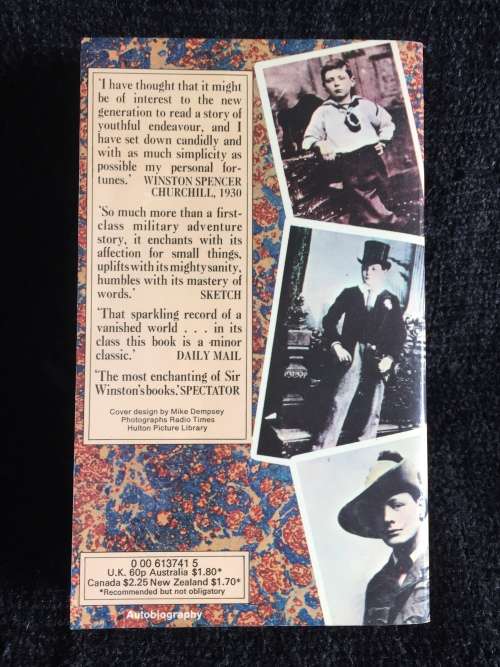 'I have thought that it might
be of interest to the new
generation to read a story of
youthful endeavour, and I
have set down candidly and
with as much simplicity as
possible my personal for-
tunes.' WINSTON SPENCER
CHURCHILL, 1930
'So much more than a first-
class military adventure
story, it enchants with its
affection for small things,
uplifts with its mighty sanity,
humbles with its mastery of
words.' SKETCH
'That sparkling record of a
vanished world . . . in its
class this book is a minor
classic.' DAILY MAIL
'The most enchanting of Sir
Winston's books.' SPECTATOR
Cover design by Mike Dempsey
Photographs Radio Times
Hulton Picture Library
0 00 613741 5
U.K. 60p Australia $1.80*
Canada $2.25 New Zealand $1.70*
*Recommended but not obligatory
Autobiography